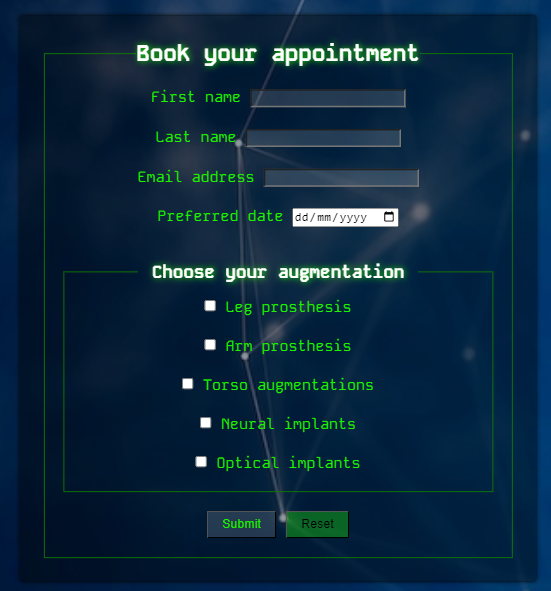 Book your appointment
First name
Last name
Email address
Preferred date dd/mm/yyyy
Choose your augmentation
Leg prosthesis
Arm prosthesis
Torso augmentations
Neural implants
Optical implants
Submit Reset